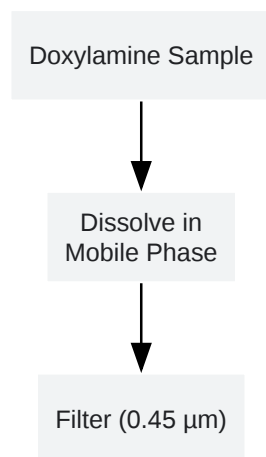 Doxylamine Sample
Dissolve in
Mobile Phase
Filter (0.45 µm)